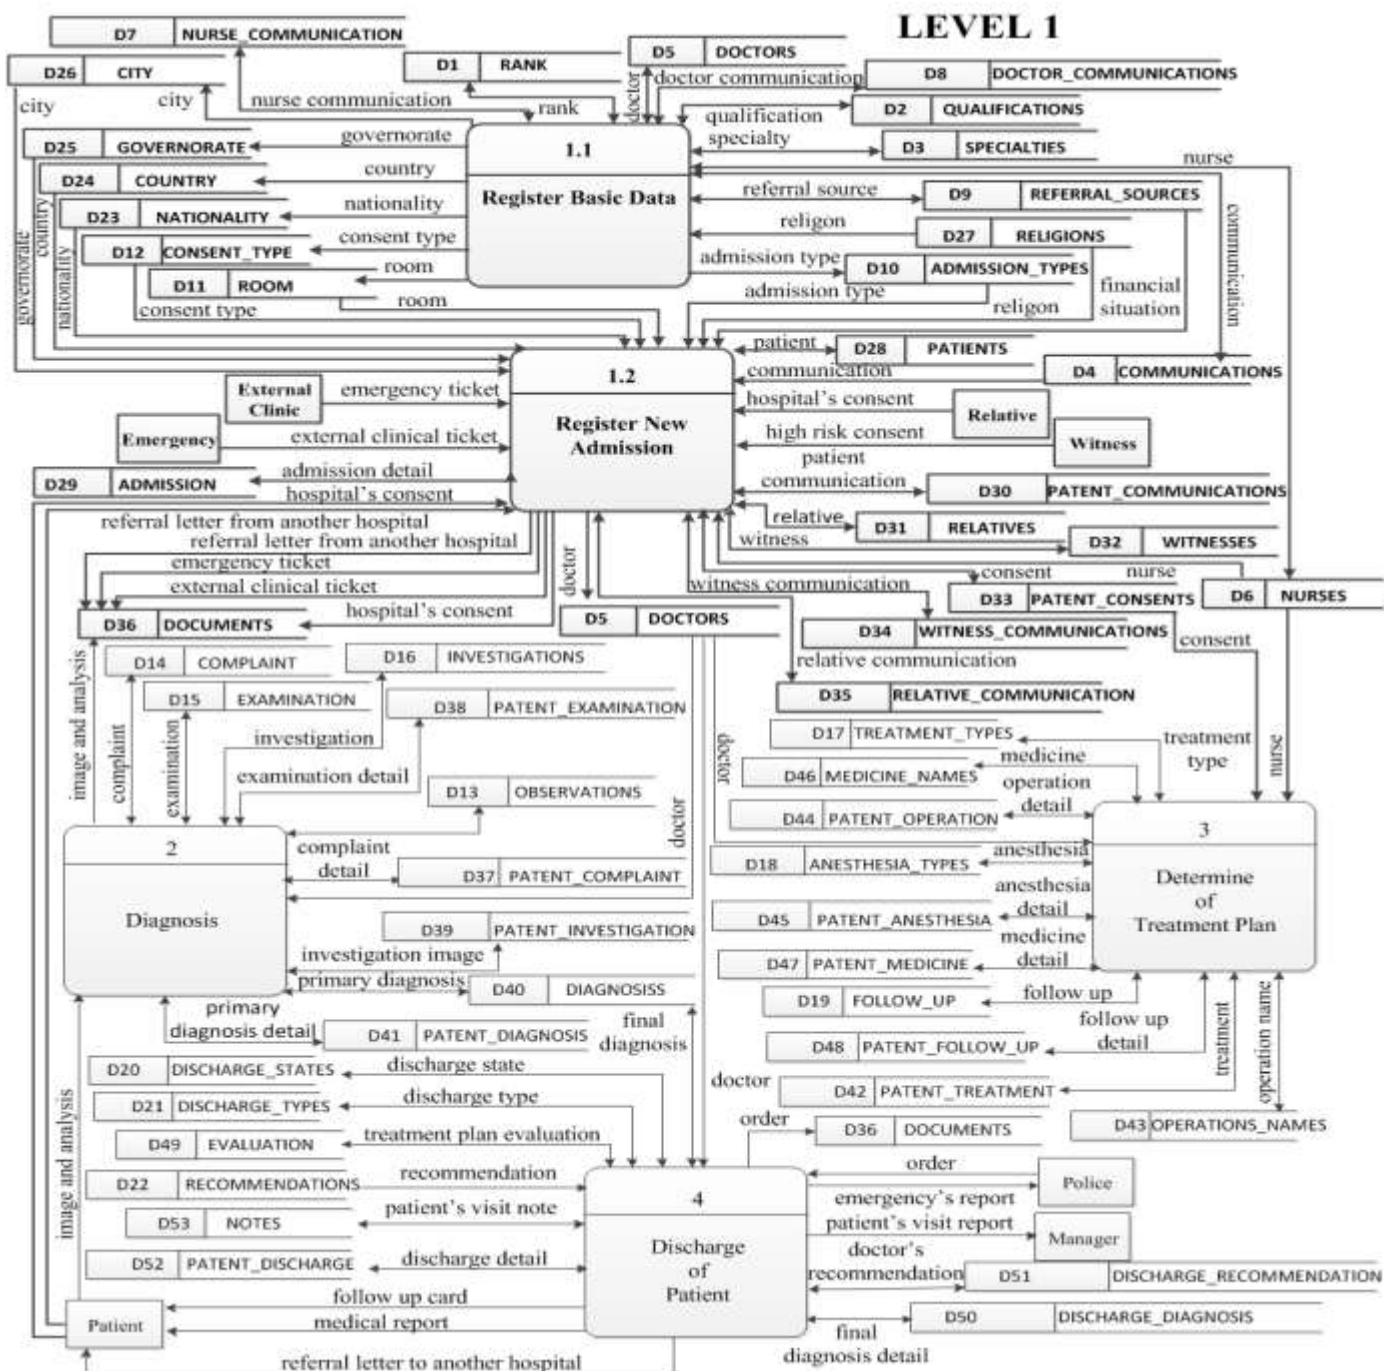 LEVEL 1
D7 NURSE_COMMUNICATION
D5 DOCTORS
D26 CITY
D1 RANK
doctor communication
D8 DOCTOR_COMMUNICATIONS
city
city
nurse communication
rank
doctor
qualification
D2 QUALIFICATIONS
D25 GOVERNORATE
governorate
1.1
Register Basic Data
specialty
D3 SPECIALTIES
nurse
D24 COUNTRY
country
referral source
D9 REFERRAL_SOURCES
D23 NATIONALITY
nationality
religon
D27 RELIGIONS
D12 CONSENT_TYPE
consent type
admission type
D10 ADMISSION_TYPES
D11 ROOM
room
admission type
financial
situation
communication
governorate
country
nationality
consent type
room
religon
patient
D28 PATIENTS
1.2
Register New
Admission
communication
D4 COMMUNICATIONS
External
Clinic
emergency ticket
hospital's consent
Relative
Emergency
external clinical ticket
high risk consent
Witness
patient
D29 ADMISSION
admission detail
communication
D30 PATENT_COMMUNICATIONS
hospital's consent
referral letter from another hospital
relative
D31 RELATIVES
referral letter from another hospital
witness
D32 WITNESSES
emergency ticket
external clinical ticket
doctor
witness communication
consent
nurse
D33 PATENT_CONSENTS
D6 NURSES
hospital's consent
D36 DOCUMENTS
D5 DOCTORS
D34 WITNESS_COMMUNICATIONS
consent
D14 COMPLAINT
D16 INVESTIGATIONS
relative communication
D15 EXAMINATION
D38 PATENT_EXAMINATION
D35 RELATIVE_COMMUNICATION
image and analysis
complaint
examination
investigation
examination detail
doctor
D17 TREATMENT_TYPES
treatment
type
nurse
medicine
D46 MEDICINE_NAMES
D13 OBSERVATIONS
operation
detail
D44 PATENT_OPERATION
2
Diagnosis
complaint
detail
doctor
3
Determine
of
Treatment Plan
anesthesia
D18 ANESTHESIA_TYPES
D37 PATENT_COMPLAINT
anesthesia
detail
D45 PATENT_ANESTHESIA
D39 PATENT_INVESTIGATION
investigation image
medicine
detail
D47 PATENT_MEDICINE
primary diagnosis
D40 DIAGNOSISS
D19 FOLLOW_UP
follow up
primary
diagnosis detail
D41 PATENT_DIAGNOSIS
final
diagnosis
follow up
detail
D48 PATENT_FOLLOW_UP
treatment
operation name
D20 DISCHARGE_STATES
discharge state
doctor
D42 PATENT_TREATMENT
D21 DISCHARGE_TYPES
discharge type
order
D43 OPERATIONS_NAMES
D49 EVALUATION
treatment plan evaluation
D36 DOCUMENTS
image and analysis
D22 RECOMMENDATIONS
recommendation
4
Discharge
of
Patient
order
Police
emergency's report
D53 NOTES
patient's visit note
patient's visit report
Manager
D52 PATENT_DISCHARGE
discharge detail
doctor's
recommendation
D51 DISCHARGE_RECOMMENDATION
follow up card
Patient
medical report
D50 DISCHARGE_DIAGNOSIS
final
diagnosis detail
referral letter to another hospital